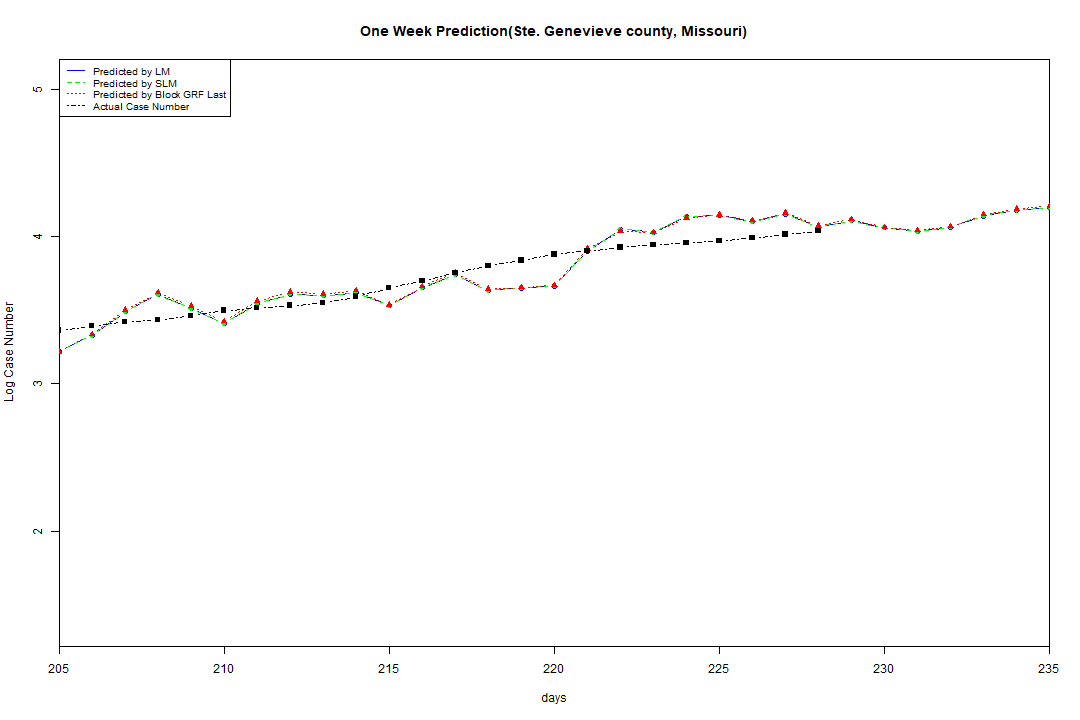 One Week Prediction(Ste. Genevieve county, Missouri)
Predicted by LM
Predicted by SLM
Predicted by Block GRF Last
Actual Case Number
5
4
3
2
Log Case Number
205 210 215 220 225 230 235
days